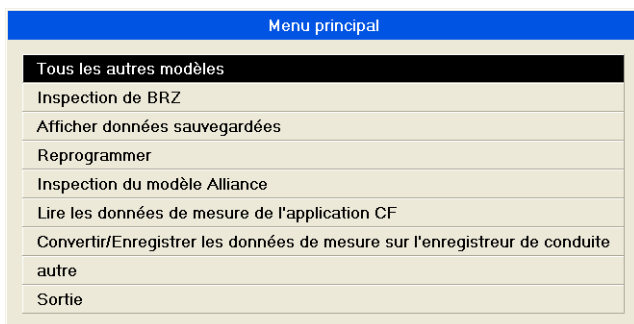 Menu principal
Tous les autres modèles
Inspection de BRZ
Afficher données sauvegardées
Reprogrammer
Inspection du modèle Alliance
Lire les données de mesure de l'application CF
Convertir/Enregistrer les données de mesure sur l'enregistreur de conduite
autre
Sortie